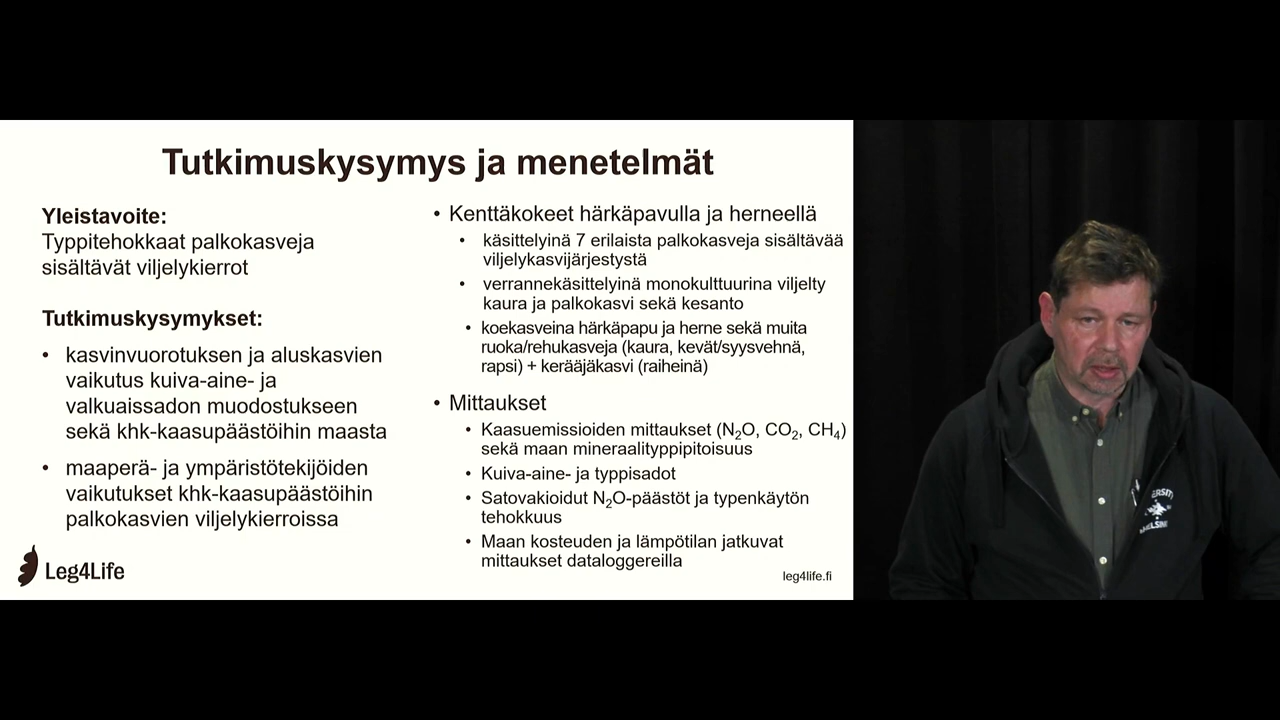 Tutkimuskysymys ja menetelmät
Yleistavoite:
Typpitehokkaat palkokasveja
sisältävät viljelykierrot
Tutkimuskysymykset:
• kasvinvuorotuksen ja aluskasvien
vaikutus kuiva-aine- ja
valkuaissadon muodostukseen
sekä khk-kaasupäästöihin maasta
• maaperä- ja ympäristötekijöiden
vaikutukset khk-kaasupäästöihin
palkokasvien viljelykierroissa
Leg4Life
• Kenttäkokeet härkäpavulla ja herneellä
• käsittelyinä 7 erilaista palkokasveja sisältävää
viljelykasvijärjestystä
• verrannekäsittelyinä monokulttuurina viljelty
kaura ja palkokasvi sekä kesanto
• koekasveina härkäpapu ja herne sekä muita
ruoka/rehukasveja (kaura, kevät/syysvehnä,
rapsi) + kerääjäkasvi (raiheinä)
• Mittaukset
• Kaasuemissioiden mittaukset (N₂O, CO₂, CH₄)
sekä maan mineraalityppipitoisuus
• Kuiva-aine- ja typpisadot
• Satovakioidut N₂O-päästöt ja typenkäytön
tehokkuus
• Maan kosteuden ja lämpötilan jatkuvat
mittaukset dataloggereilla
leg4life.fi